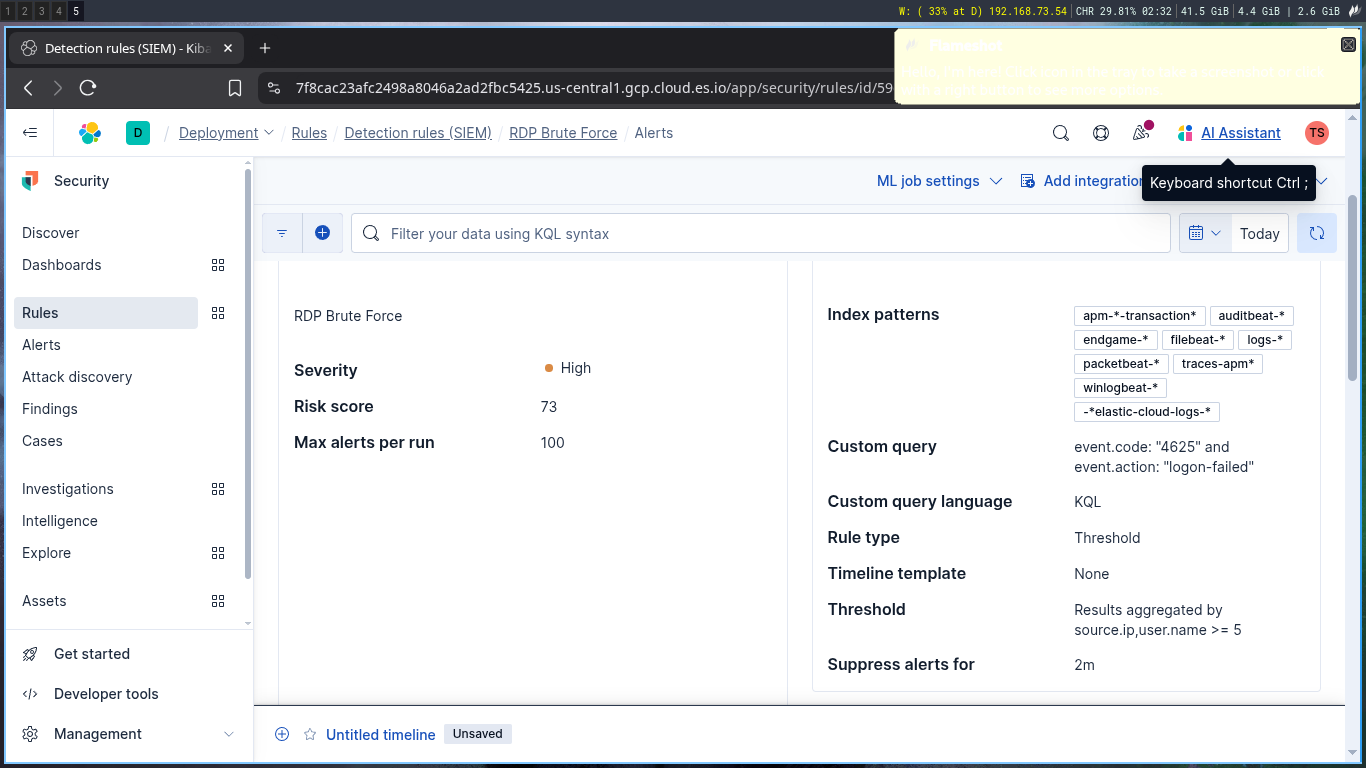 1 2 3 4 5
W: ( 33% at D) 192.168.73.54 CHR 29.81% 02:32 41.5 GiB 4.4 GiB | 2.6 GiB
Detection rules (SIEM) - Kiba
7f8cac23afc2498a8046a2ad2fbc5425.us-central1.gcp.cloud.es.io/app/security/rules/id/59
D / Deployment / Rules / Detection rules (SIEM) / RDP Brute Force / Alerts
AI Assistant TS
Keyboard shortcut Ctrl ;
Security
ML job settings
Add integration
Filter your data using KQL syntax
Today
Discover
Dashboards
Rules
Alerts
Attack discovery
Findings
Cases
Investigations
Intelligence
Explore
Assets
Get started
Developer tools
Management
RDP Brute Force
Severity High
Risk score 73
Max alerts per run 100
Index patterns
apm-*-transaction* auditbeat-*
endgame-* filebeat-* logs-*
packetbeat-* traces-apm*
winlogbeat-*
-*elastic-cloud-logs-*
Custom query event.code: "4625" and
event.action: "logon-failed"
Custom query language KQL
Rule type Threshold
Timeline template None
Threshold Results aggregated by
source.ip,user.name >= 5
Suppress alerts for 2m
Untitled timeline Unsaved